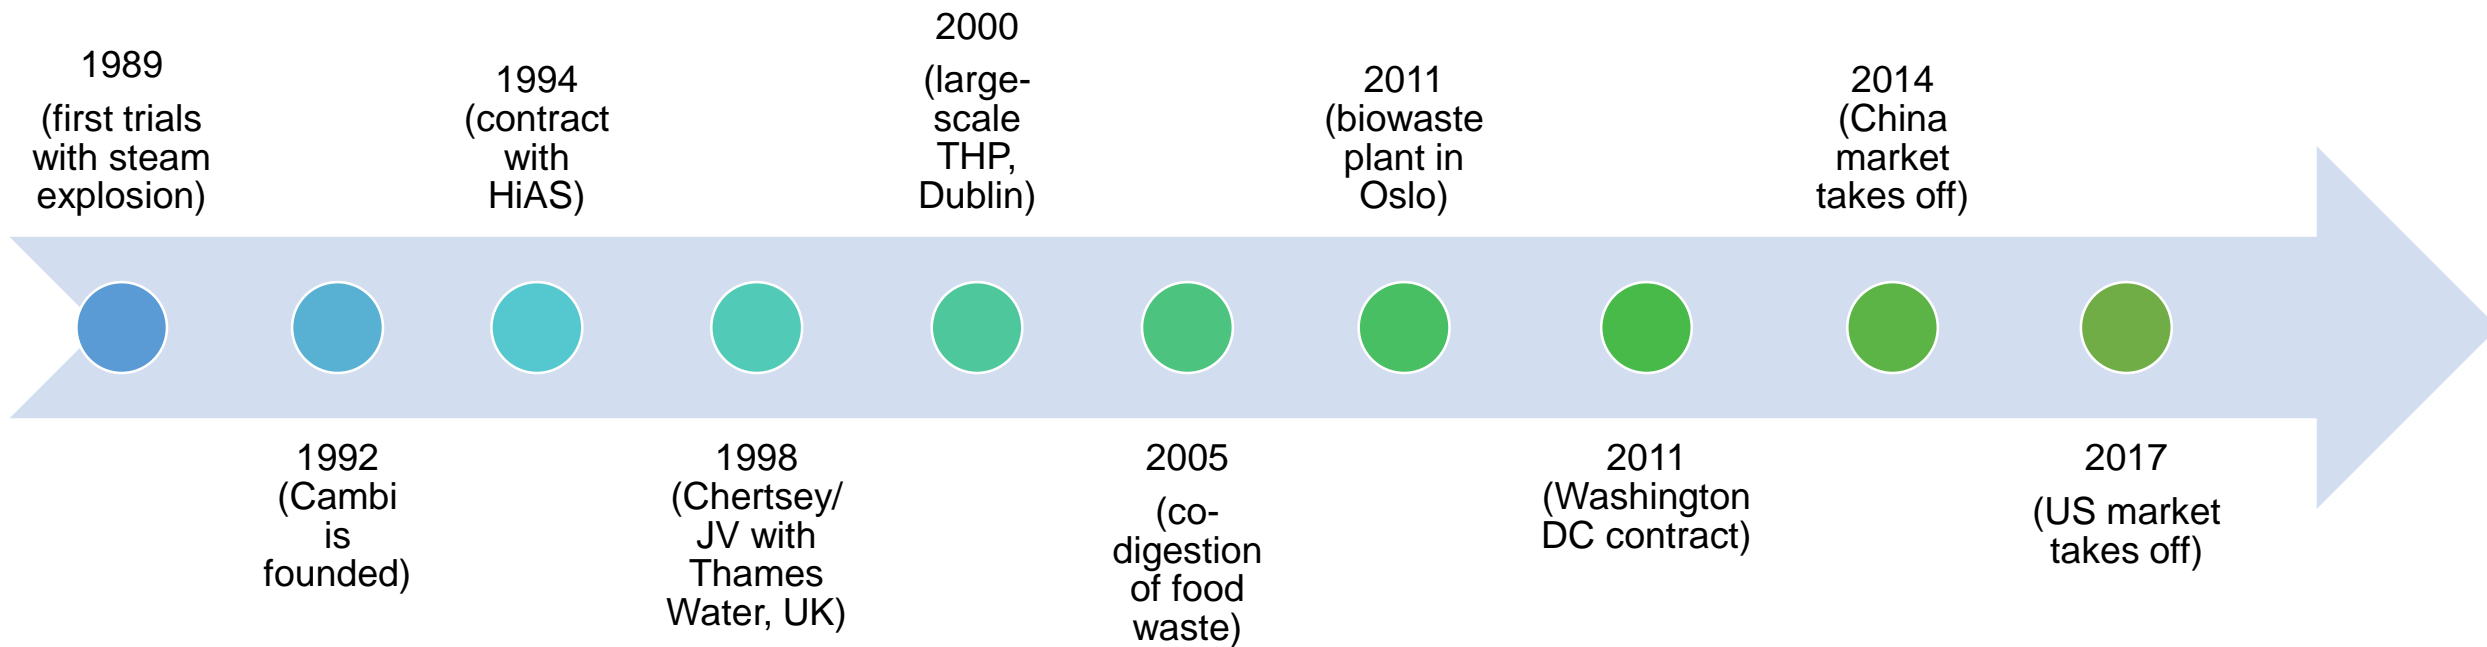 1989
(first trials
with steam
explosion)
1992
(Cambi
is
founded)
1994
(contract
with
HiAS)
1998
(Chertsey/
JV with
Thames
Water, UK)
2000
(large-
scale
THP,
Dublin)
2005
(co-
digestion
of food
waste)
2011
(biowaste
plant in
Oslo)
2011
(Washington
DC contract)
2014
(China
market
takes off)
2017
(US market
takes off)